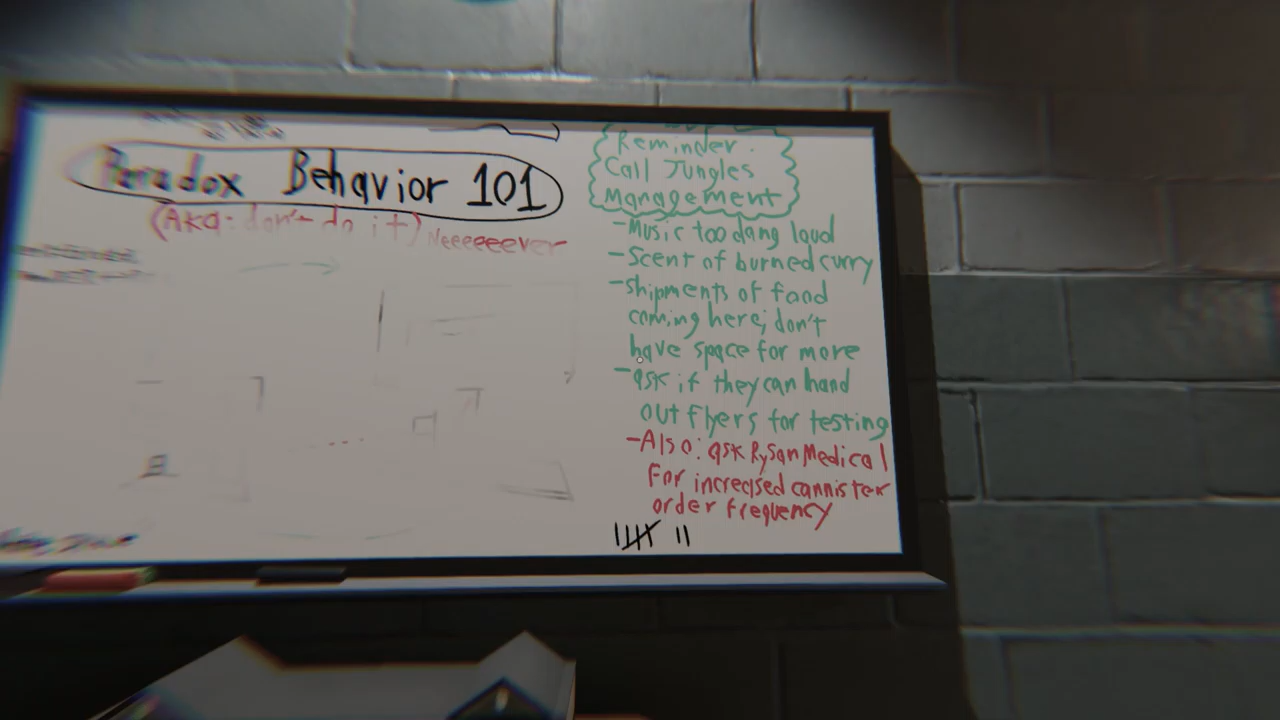 Paradox Behavior 101
(AKa: don't do it) Neeeeeever
Reminder:
Call Jungles
Management
-Music too dang loud
-Scent of burned curry
-Shipments of food
coming here; don't
have space for more
-ask if they can hand
out flyers for testing
-Also: ask RySan Medical
For increased cannister
order frequency